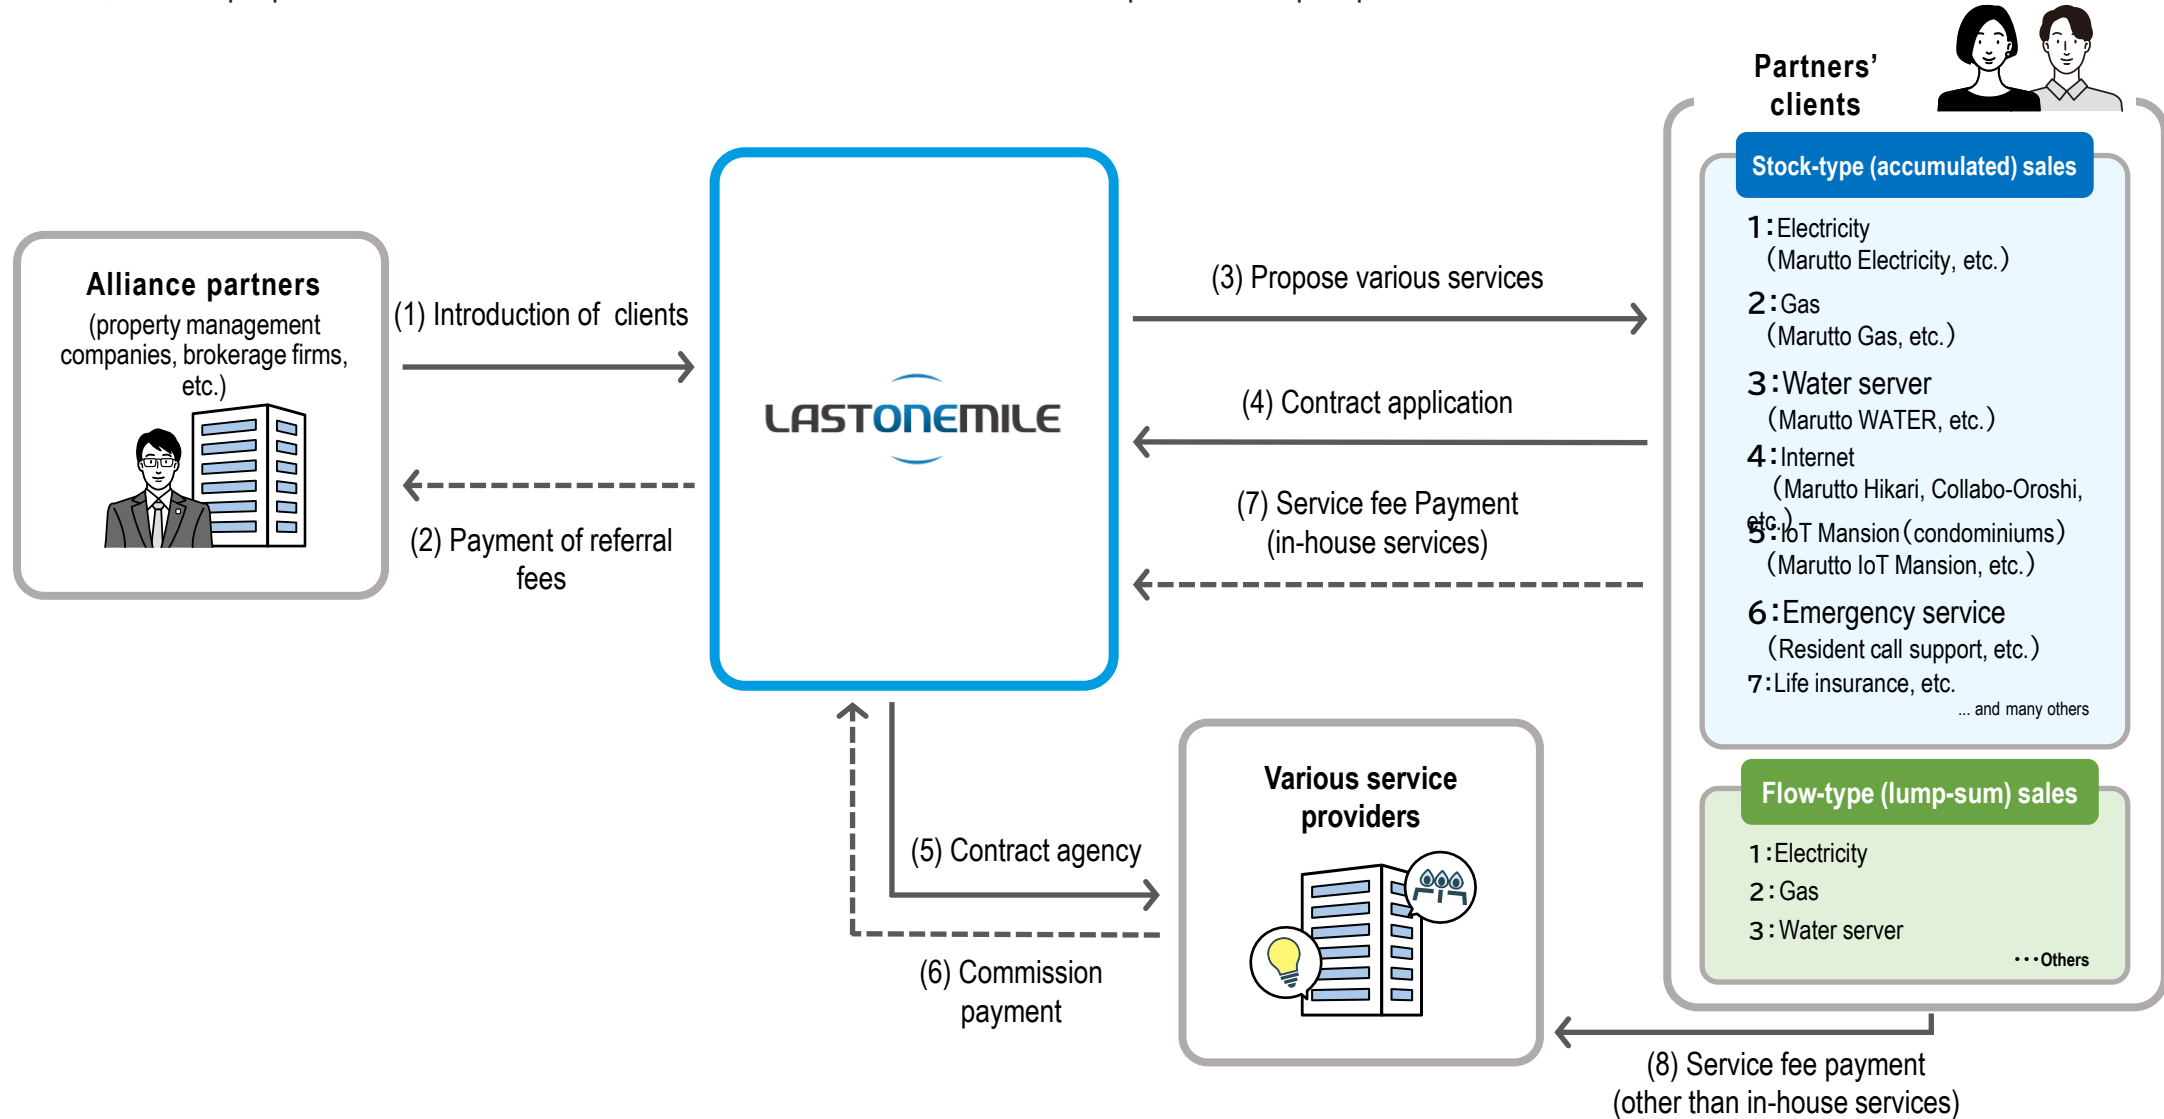 Partners'
clients
Stock-type (accumulated) sales
1:Electricity
(Marutto Electricity, etc.)
2:Gas
(Marutto Gas, etc.)
3:Water server
(Marutto WATER, etc.)
4:Internet
(Marutto Hikari, Collabo-Oroshi,
etc.)
5:IoT Mansion(condominiums)
(Marutto IoT Mansion, etc.)
6:Emergency service
(Resident call support, etc.)
7:Life insurance, etc.
... and many others
Flow-type (lump-sum) sales
1:Electricity
2:Gas
3:Water server
···Others
Alliance partners
(property management
companies, brokerage firms,
etc.)
(1) Introduction of clients
(2) Payment of referral
fees
LASTONEMILE
(3) Propose various services
(4) Contract application
(7) Service fee Payment
(in-house services)
(5) Contract agency
(6) Commission
payment
Various service
providers
(8) Service fee payment
(other than in-house services)